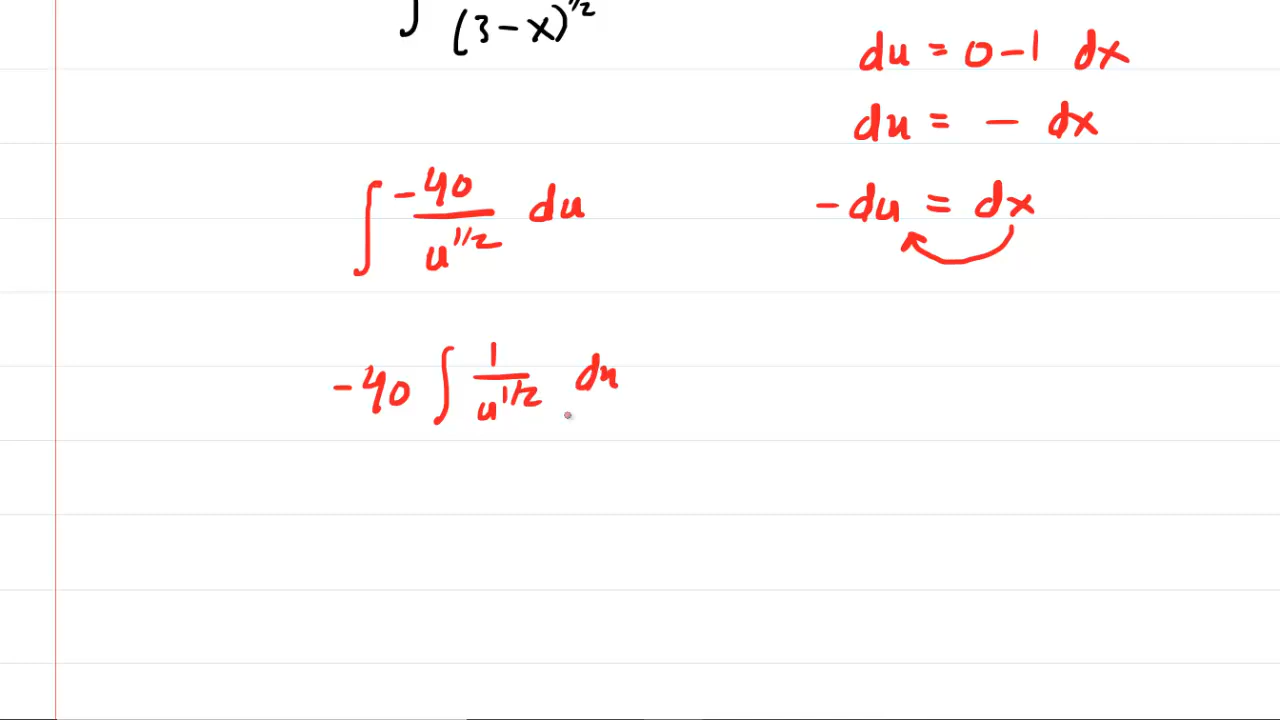 ∫ (3 - x)^1/2
du = 0 - 1 dx
du = - dx
∫ -40/u^1/2 du
-du = dx
-40 ∫ 1/u^1/2 du